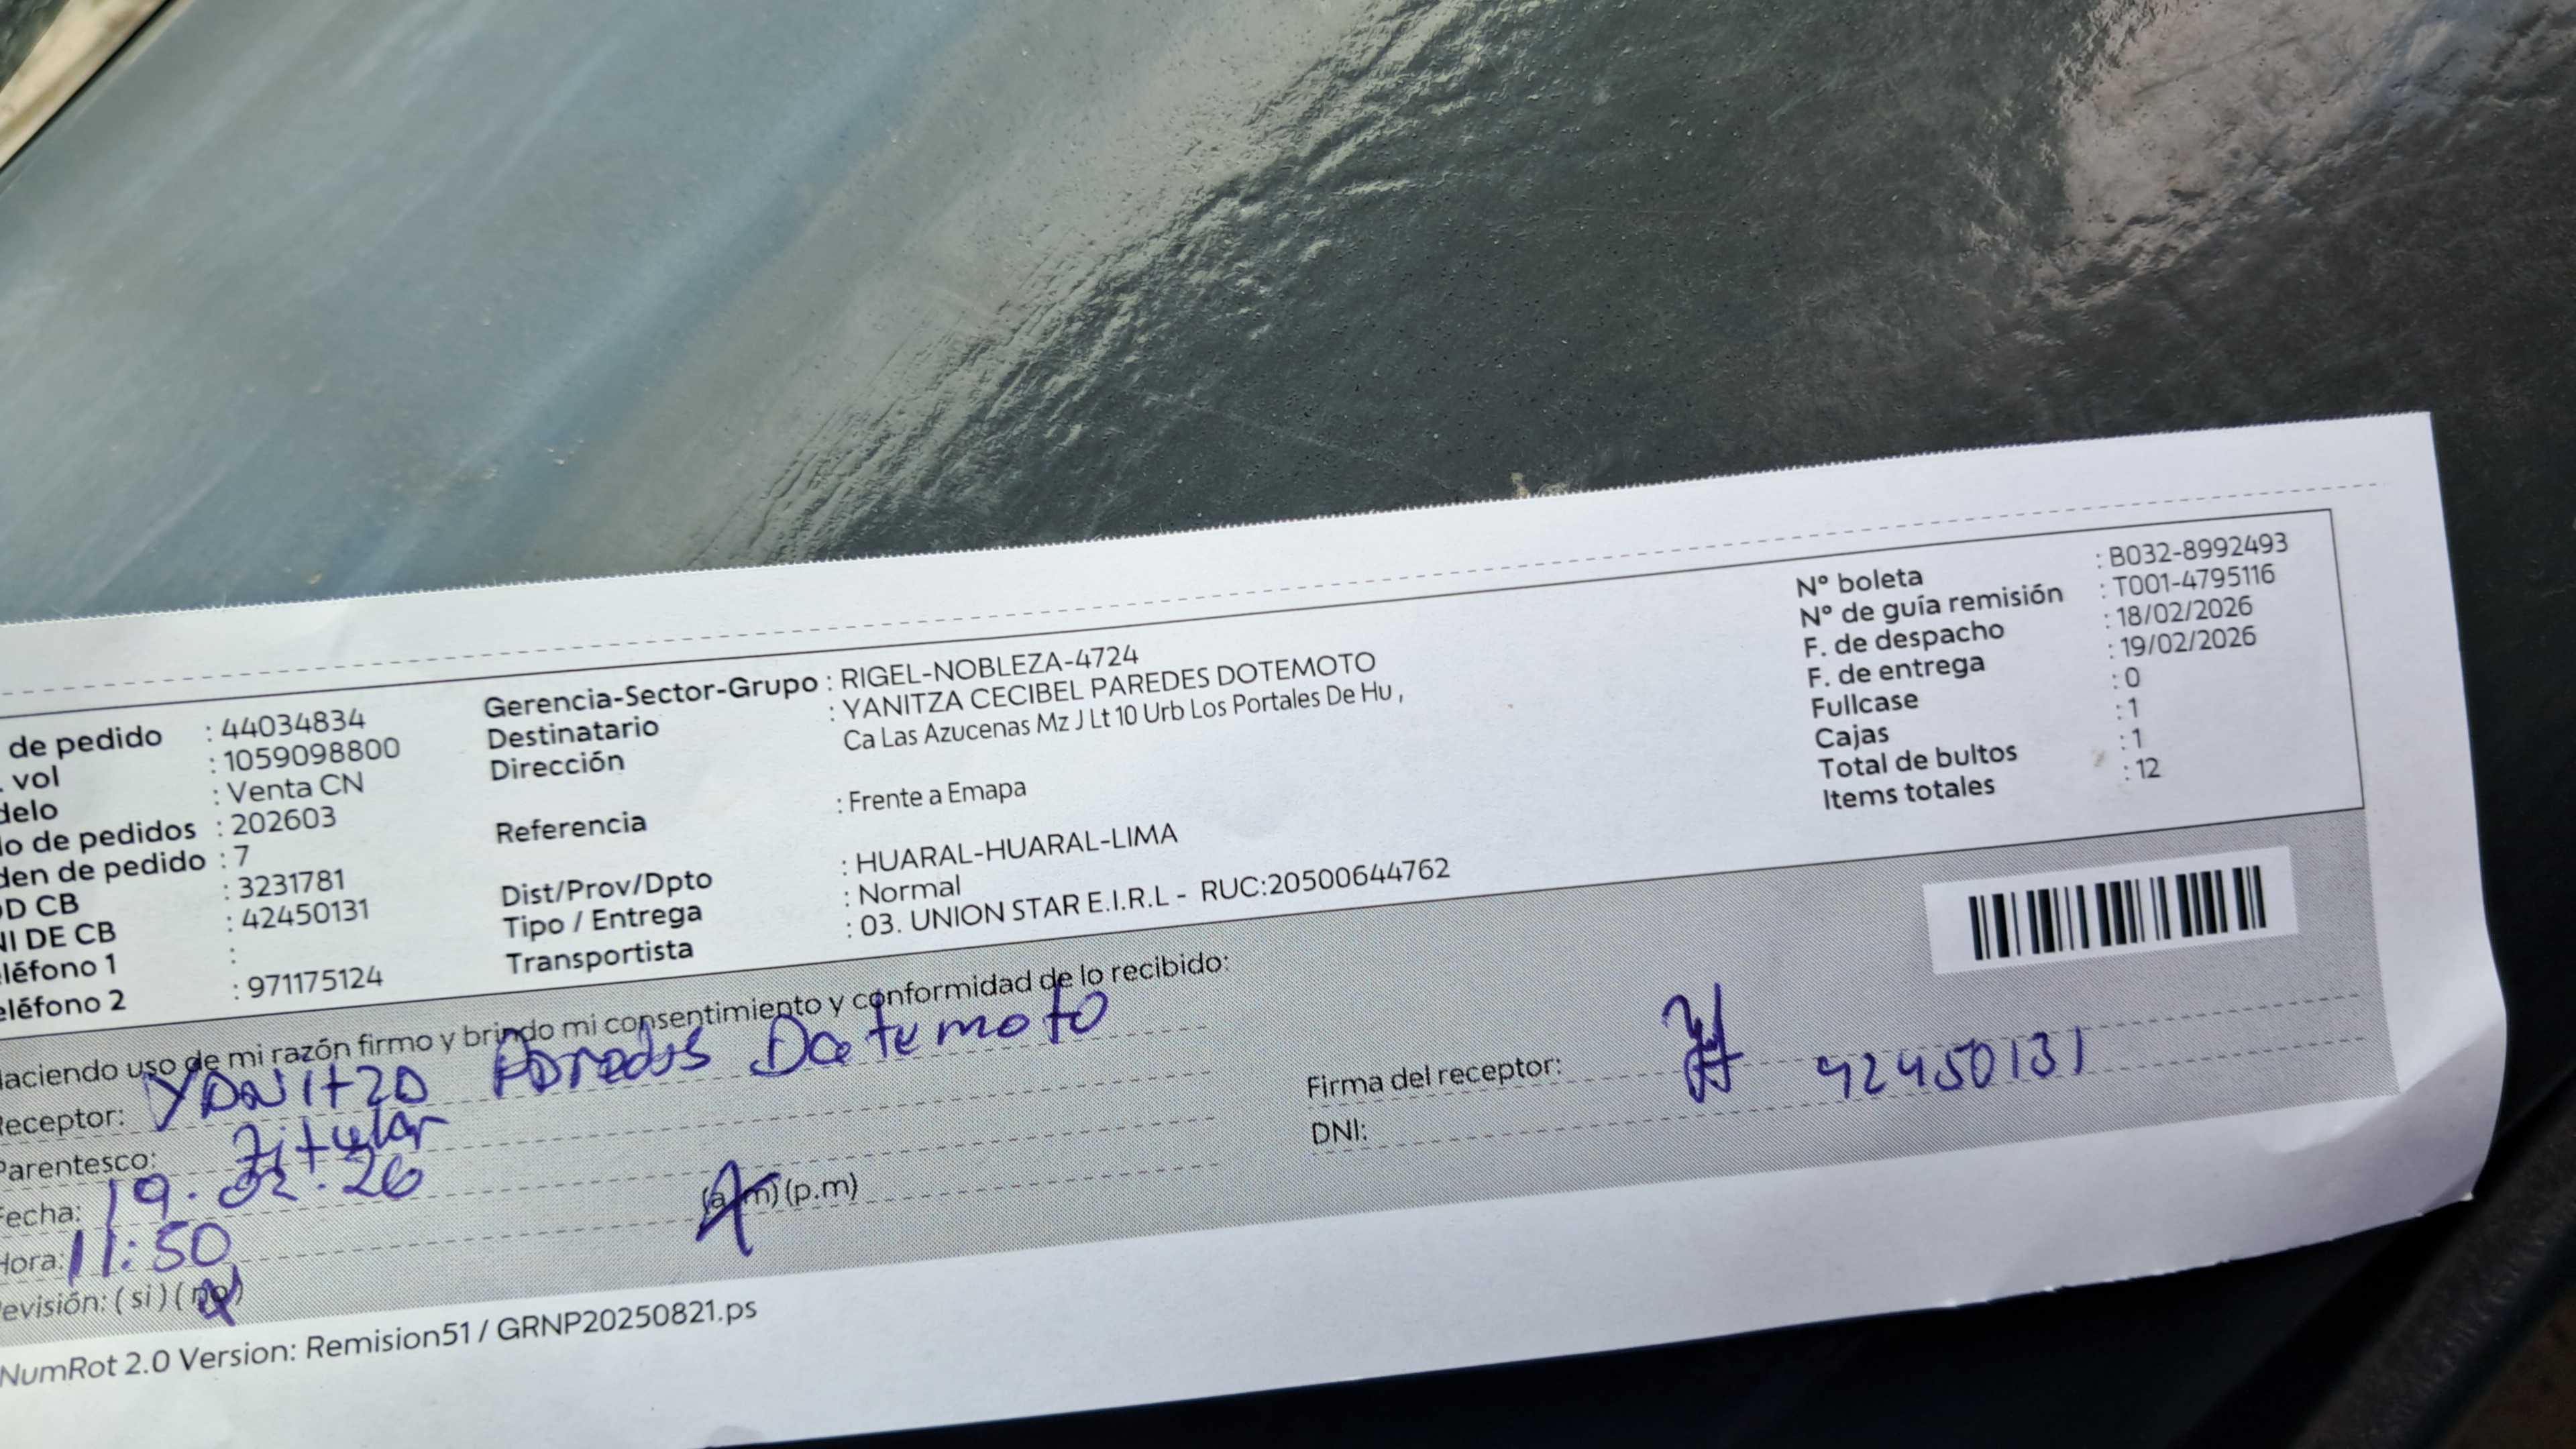 de pedido : 44034834
vol : 1059098800
delo : Venta CN
o de pedidos : 202603
den de pedido : 7
D CB : 3231781
NI DE CB : 42450131
eléfono 1 :
eléfono 2 : 971175124
Gerencia-Sector-Grupo : RIGEL-NOBLEZA-4724
Destinatario : YANITZA CECIBEL PAREDES DOTEMOTO
Dirección Ca Las Azucenas Mz J Lt 10 Urb Los Portales De Hu ,
Referencia : Frente a Emapa
Dist/Prov/Dpto : HUARAL-HUARAL-LIMA
Tipo / Entrega : Normal
Transportista : 03. UNION STAR E.I.R.L - RUC:20500644762
N° boleta : B032-8992493
N° de guía remisión : T001-4795116
F. de despacho : 18/02/2026
F. de entrega : 19/02/2026
Fullcase : 0
Cajas : 1
Total de bultos : 1
Items totales : 12
Haciendo uso de mi razón firmo y brindo mi consentimiento y conformidad de lo recibido:
Receptor: Yanitza Paredes Dotemoto
Parentesco: Titular
Fecha: 19.02.26
Hora: 11:50 (a.m) (p.m)
evisión: ( si ) ( no )
Firma del receptor:
DNI: 42450131
NumRot 2.0 Version: Remision51 / GRNP20250821.ps